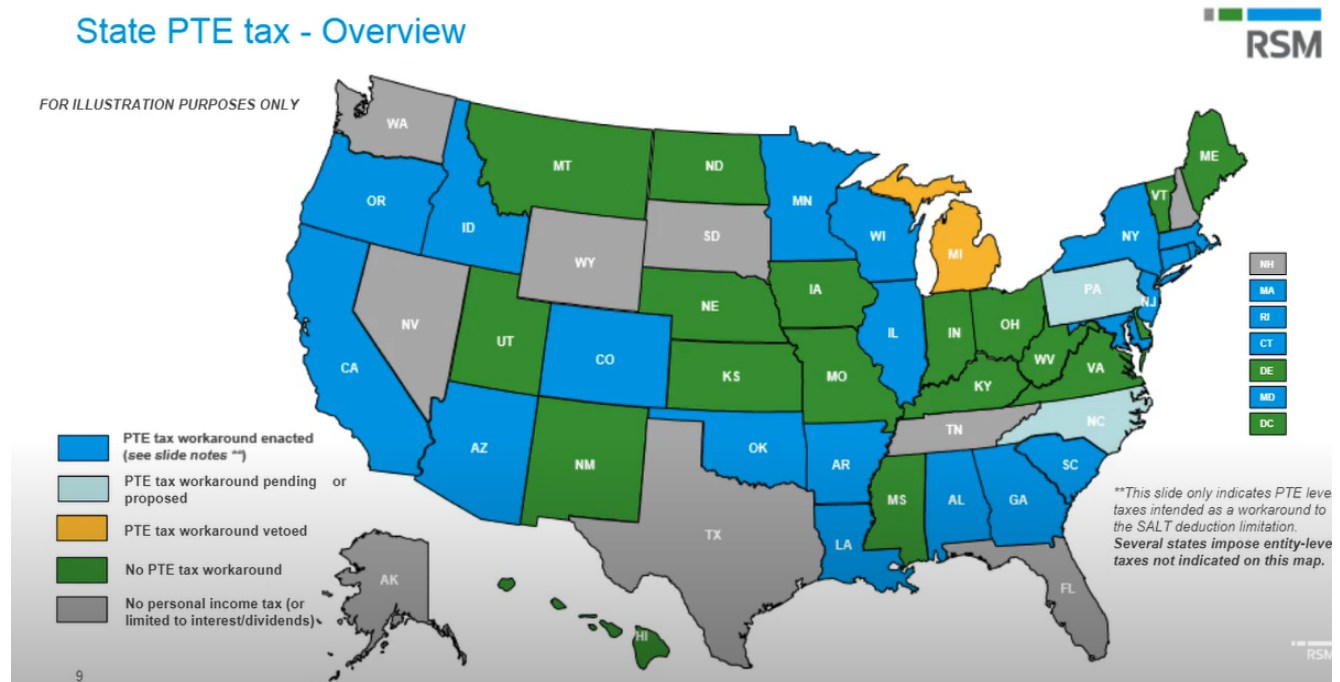 State PTE tax - Overview
RSM
FOR ILLUSTRATION PURPOSES ONLY
WA
MT
ND
ME
OR
ID
MN
VT
SD
WI
NY
WY
MI
NH
NE
IA
PA
MA
NV
UT
IL
IN
OH
NJ
RI
CA
CO
KS
MO
WV
VA
CT
KY
DE
MD
DC
TN
NC
AZ
NM
OK
AR
SC
MS
AL
GA
TX
LA
FL
AK
HI
PTE tax workaround enacted
(see slide notes **)
PTE tax workaround pending or
proposed
PTE tax workaround vetoed
No PTE tax workaround
No personal income tax (or
limited to interest/dividends)
**This slide only indicates PTE leve
taxes intended as a workaround to
the SALT deduction limitation.
Several states impose entity-leve
taxes not indicated on this map.
RSM
9